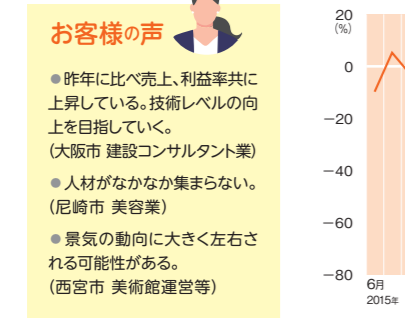 お客様の声
●昨年に比べ売上、利益率共に
上昇している。技術レベルの向
上を目指していく。
(大阪市 建設コンサルタント業)
●人材がなかなか集まらない。
(尼崎市 美容業)
●景気の動向に大きく左右さ
れる可能性がある。
(西宮市 美術館運営等)
20
(%)
0
−20
−40
−60
−80
6月
2015年